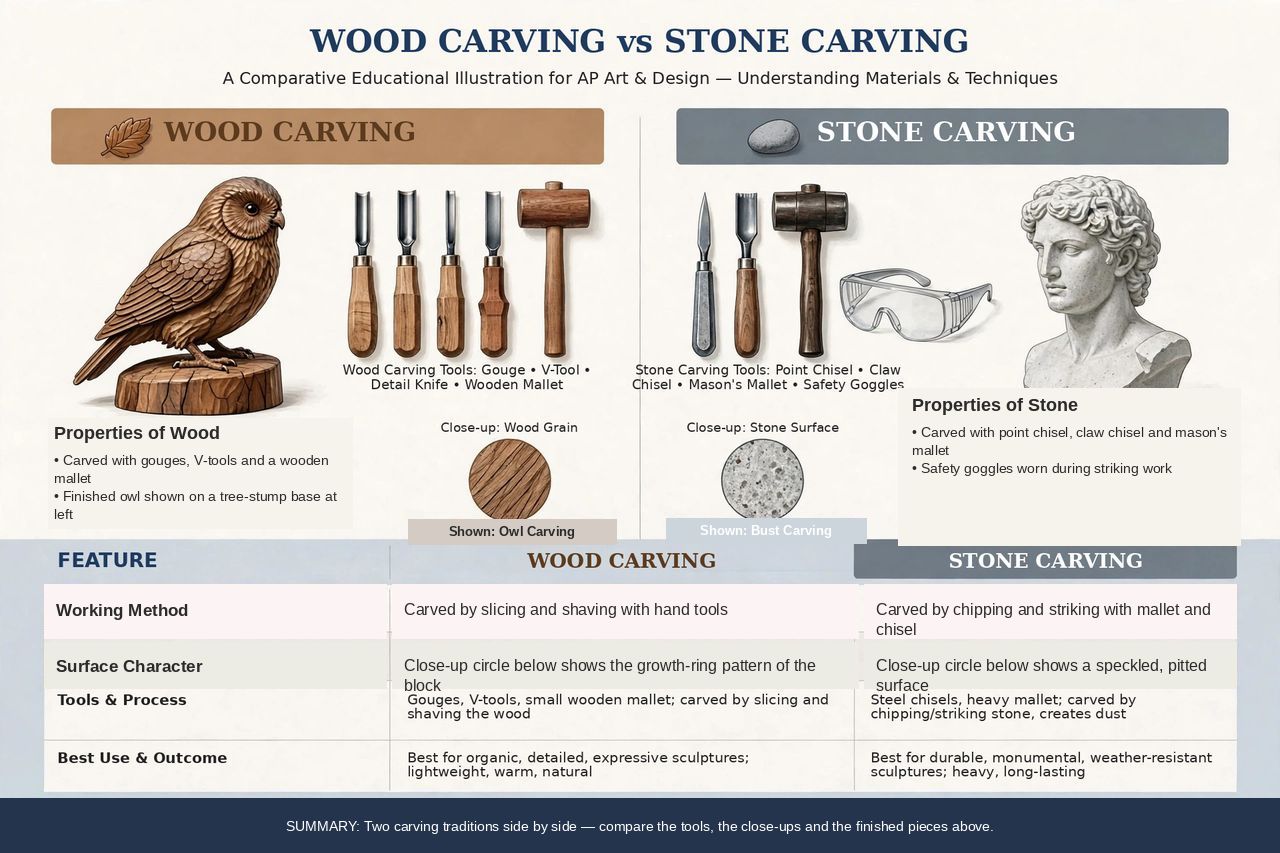 WOOD CARVING vs STONE CARVING
A Comparative Educational Illustration for AP Art & Design — Understanding Materials & Techniques
WOOD CARVING
STONE CARVING
Wood Carving Tools: Gouge • V-Tool •
Detail Knife • Wooden Mallet
Stone Carving Tools: Point Chisel • Claw
Chisel • Mason's Mallet • Safety Goggles
Properties of Wood
• Carved with gouges, V-tools and a wooden
mallet
• Finished owl shown on a tree-stump base at
left
Close-up: Wood Grain
Shown: Owl Carving
Close-up: Stone Surface
Shown: Bust Carving
Properties of Stone
• Carved with point chisel, claw chisel and mason's
mallet
• Safety goggles worn during striking work
FEATURE
WOOD CARVING
STONE CARVING
Working Method
Carved by slicing and shaving with hand tools
Carved by chipping and striking with mallet and
chisel
Surface Character
Close-up circle below shows the growth-ring pattern of the
block
Close-up circle below shows a speckled, pitted
surface
Tools & Process
Gouges, V-tools, small wooden mallet; carved by slicing and
shaving the wood
Steel chisels, heavy mallet; carved by
chipping/striking stone, creates dust
Best Use & Outcome
Best for organic, detailed, expressive sculptures;
lightweight, warm, natural
Best for durable, monumental, weather-resistant
sculptures; heavy, long-lasting
SUMMARY: Two carving traditions side by side — compare the tools, the close-ups and the finished pieces above.